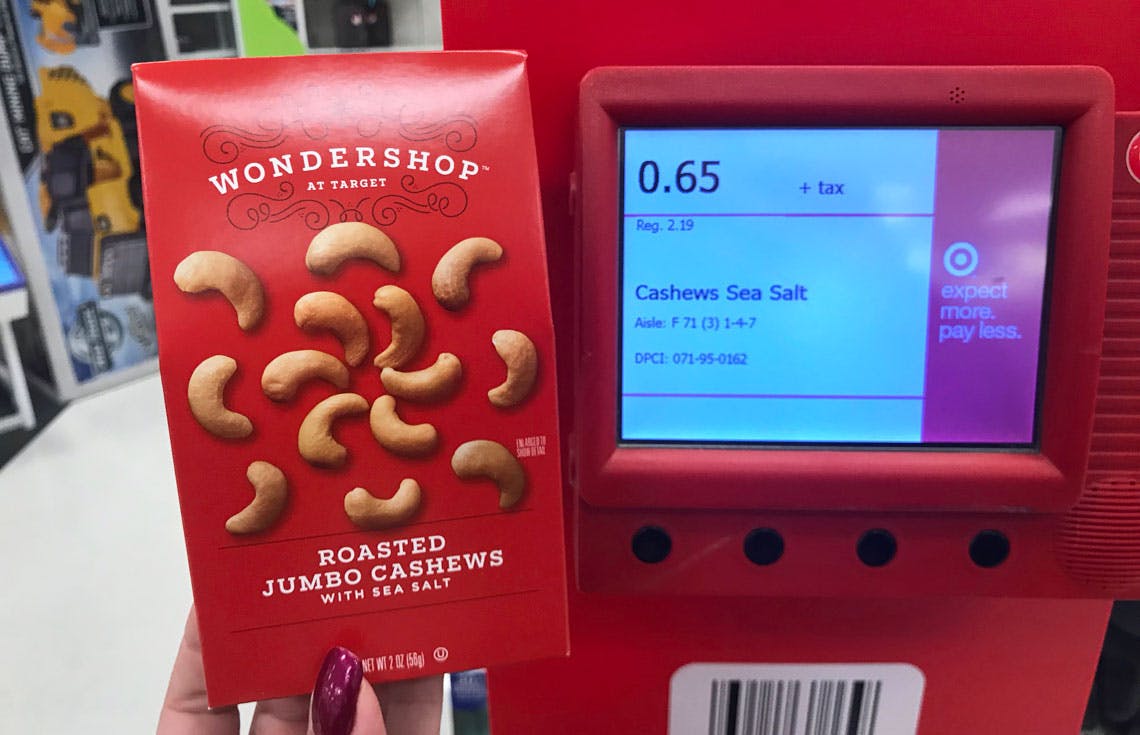 WONDERSHOP™
AT TARGET
ENLARGED TO
SHOW DETAIL
ROASTED
JUMBO CASHEWS
WITH SEA SALT
NET WT 2 OZ (56g) U
0.65 + tax
Reg. 2.19
Cashews Sea Salt
Aisle: F 71 (3) 1-4-7
DPCI: 071-95-0162
expect
more.
pay less.